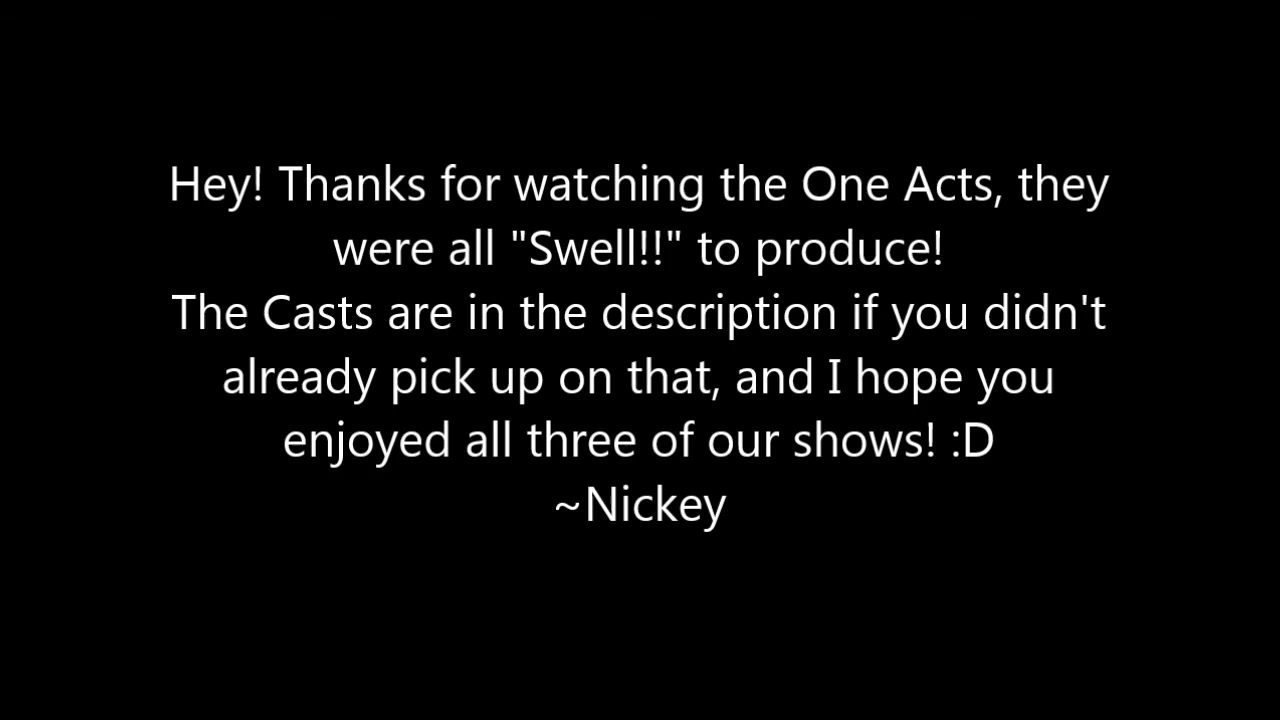 Hey! Thanks for watching the One Acts, they
were all "Swell!!" to produce!
The Casts are in the description if you didn't
already pick up on that, and I hope you
enjoyed all three of our shows! :D
~Nickey